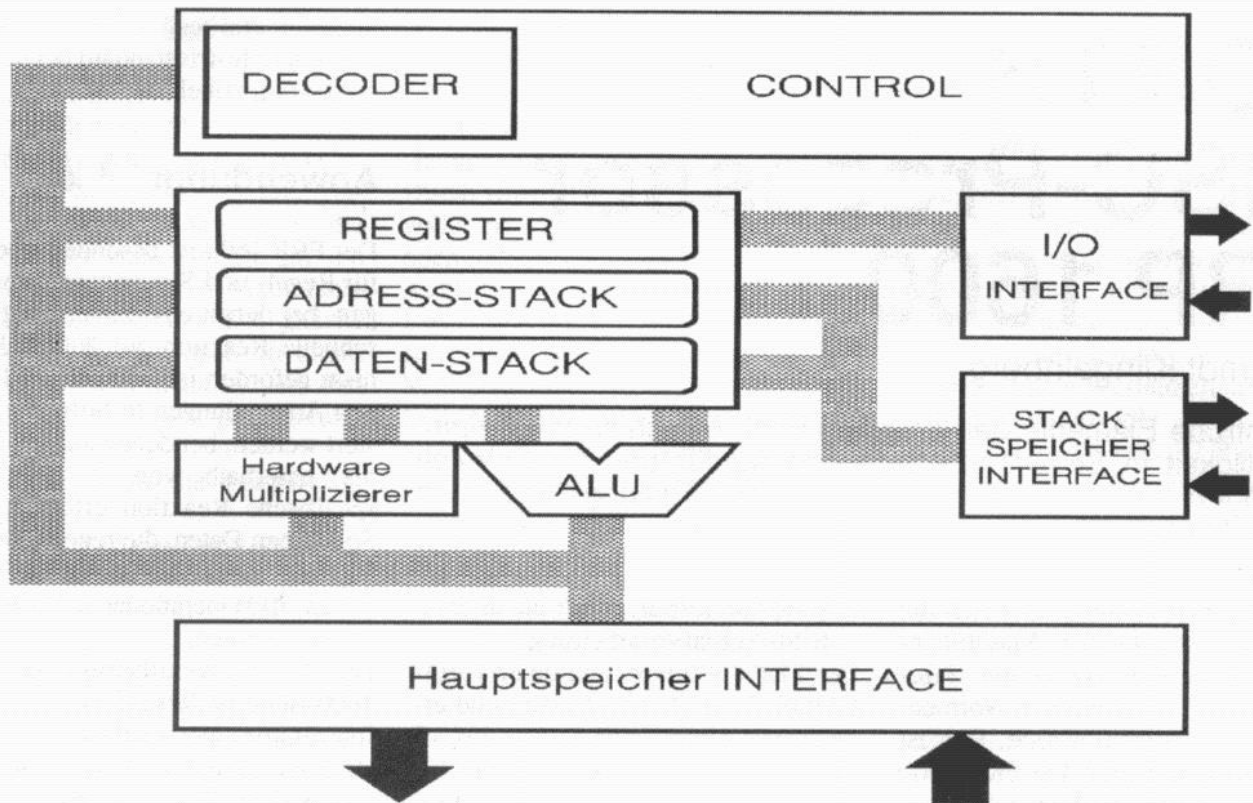 DECODER
CONTROL
REGISTER
ADRESS-STACK
DATEN-STACK
I/O
INTERFACE
STACK
SPEICHER
INTERFACE
Hardware
Multiplizierer
ALU
Hauptspeicher INTERFACE